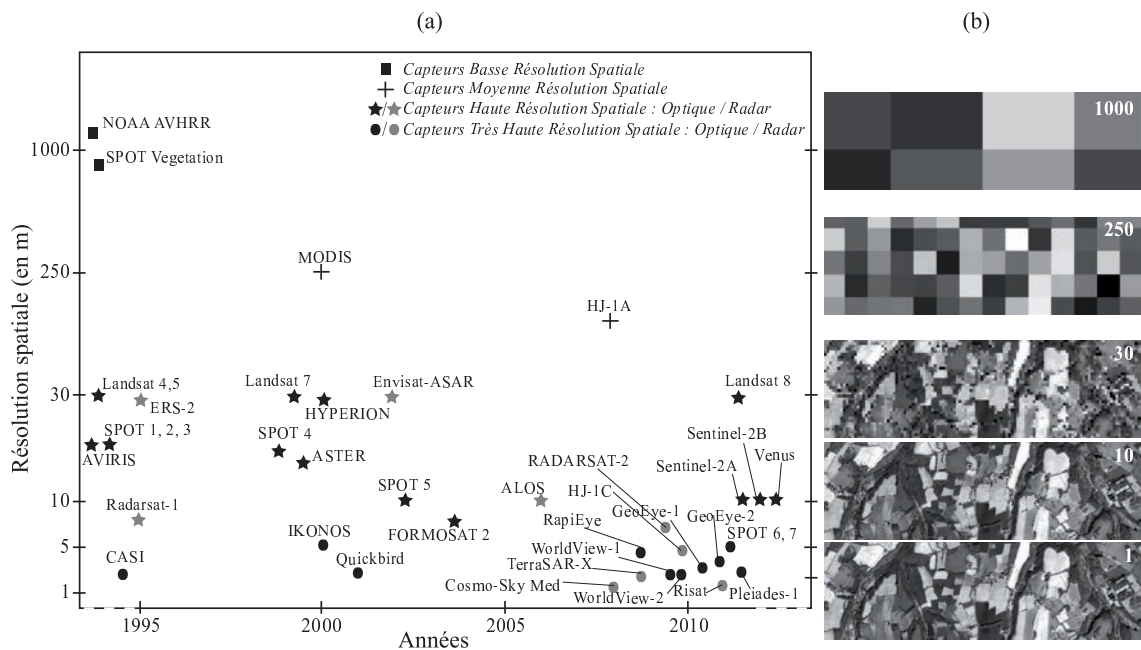 (a)
(b)
Capteurs Basse Résolution Spatiale
Capteurs Moyenne Résolution Spatiale
/ Capteurs Haute Résolution Spatiale : Optique / Radar
/ Capteurs Très Haute Résolution Spatiale : Optique / Radar
NOAA AVHRR
SPOT Vegetation
MODIS
HJ-1A
Landsat 4,5
ERS-2
Landsat 7
HYPERION
Envisat-ASAR
Landsat 8
SPOT 1, 2, 3
AVIRIS
SPOT 4
ASTER
Sentinel-2B
Sentinel-2A
Venus
RADARSAT-2
SPOT 5
ALOS
HJ-1C
GeoEye-1
GeoEye-2
Radarsat-1
FORMOSAT 2
RapiEye
SPOT 6, 7
IKONOS
WorldView-1
CASI
Quickbird
TerraSAR-X
Cosmo-Sky Med
WorldView-2
Risat
Pleiades-1
1000
250
30
10
5
1
Résolution spatiale (en m)
1995
2000
2005
2010
Années
1000
250
30
10
1